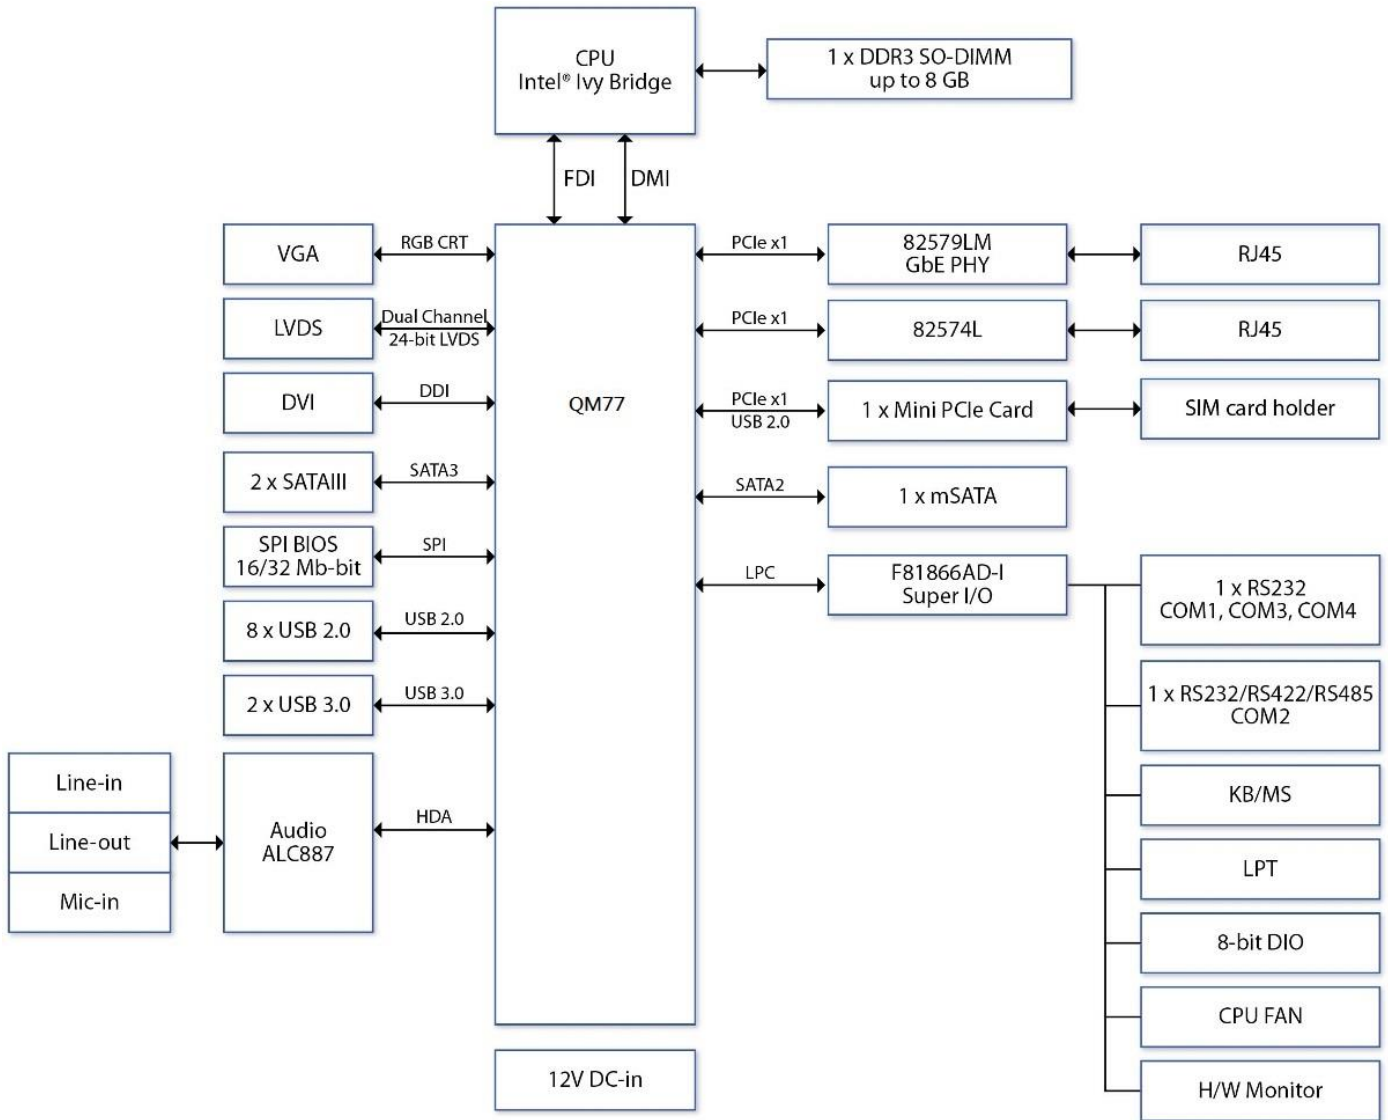 CPU
Intel® Ivy Bridge
1 x DDR3 SO-DIMM
up to 8 GB
FDI
DMI
VGA
RGB CRT
PCIe x1
82579LM
GbE PHY
RJ45
LVDS
Dual Channel
24-bit LVDS
PCIe x1
82574L
RJ45
DVI
DDI
QM77
PCIe x1
USB 2.0
1 x Mini PCIe Card
SIM card holder
2 x SATAIII
SATA3
SATA2
1 x mSATA
SPI BIOS
16/32 Mb-bit
SPI
LPC
F81866AD-I
Super I/O
1 x RS232
COM1, COM3, COM4
8 x USB 2.0
USB 2.0
2 x USB 3.0
USB 3.0
1 x RS232/RS422/RS485
COM2
Line-in
Line-out
Mic-in
Audio
ALC887
HDA
KB/MS
LPT
8-bit DIO
CPU FAN
12V DC-in
H/W Monitor